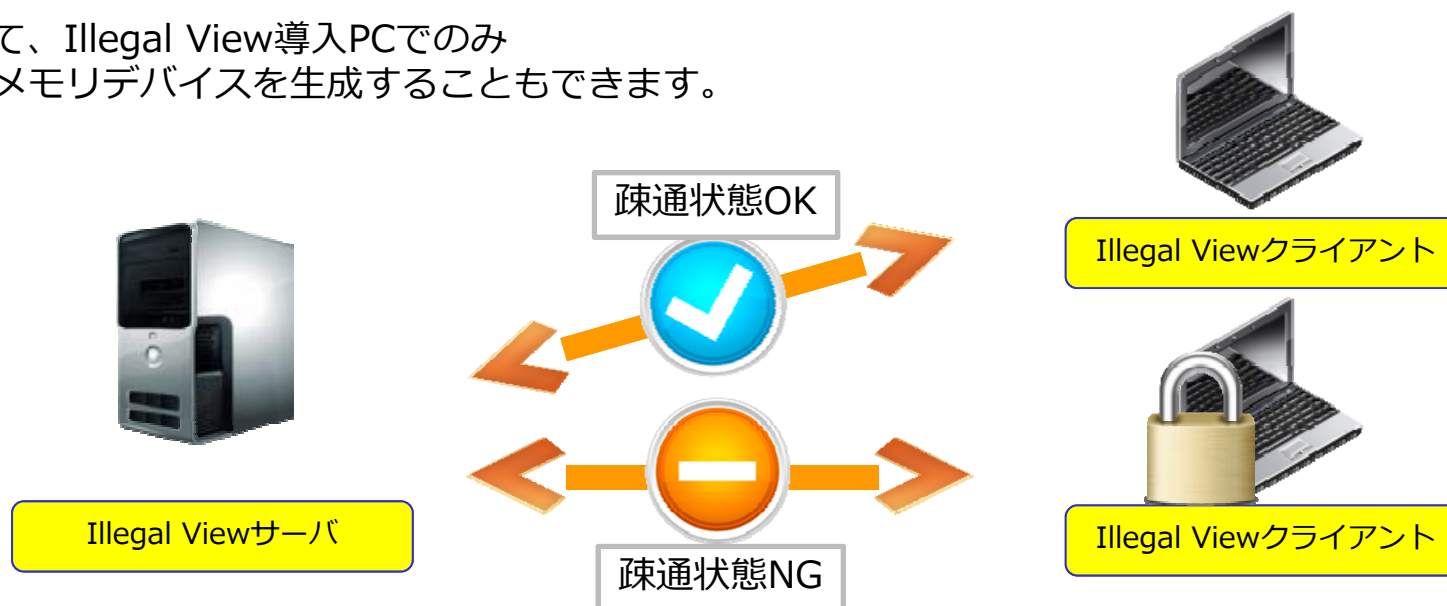 て、Illegal View導入PCでのみ
メモリデバイスを生成することもできます。
疎通状態OK
Illegal Viewクライアント
Illegal Viewサーバ
疎通状態NG
Illegal Viewクライアント